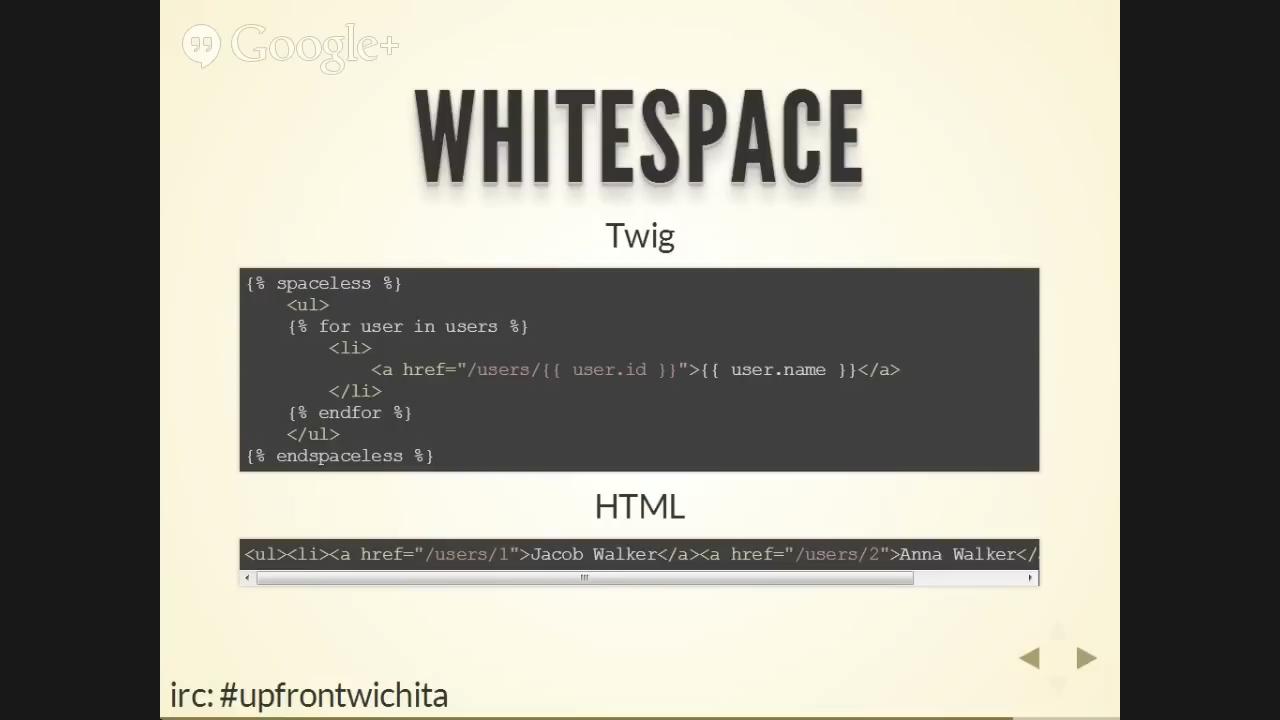 Google+
WHITESPACE
Twig
{% spaceless %}
    <ul>
    {% for user in users %}
        <li>
            <a href="/users/{{ user.id }}">{{ user.name }}</a>
        </li>
    {% endfor %}
    </ul>
{% endspaceless %}
HTML
<ul><li><a href="/users/1">Jacob Walker</a><a href="/users/2">Anna Walker</
irc: #upfrontwichita